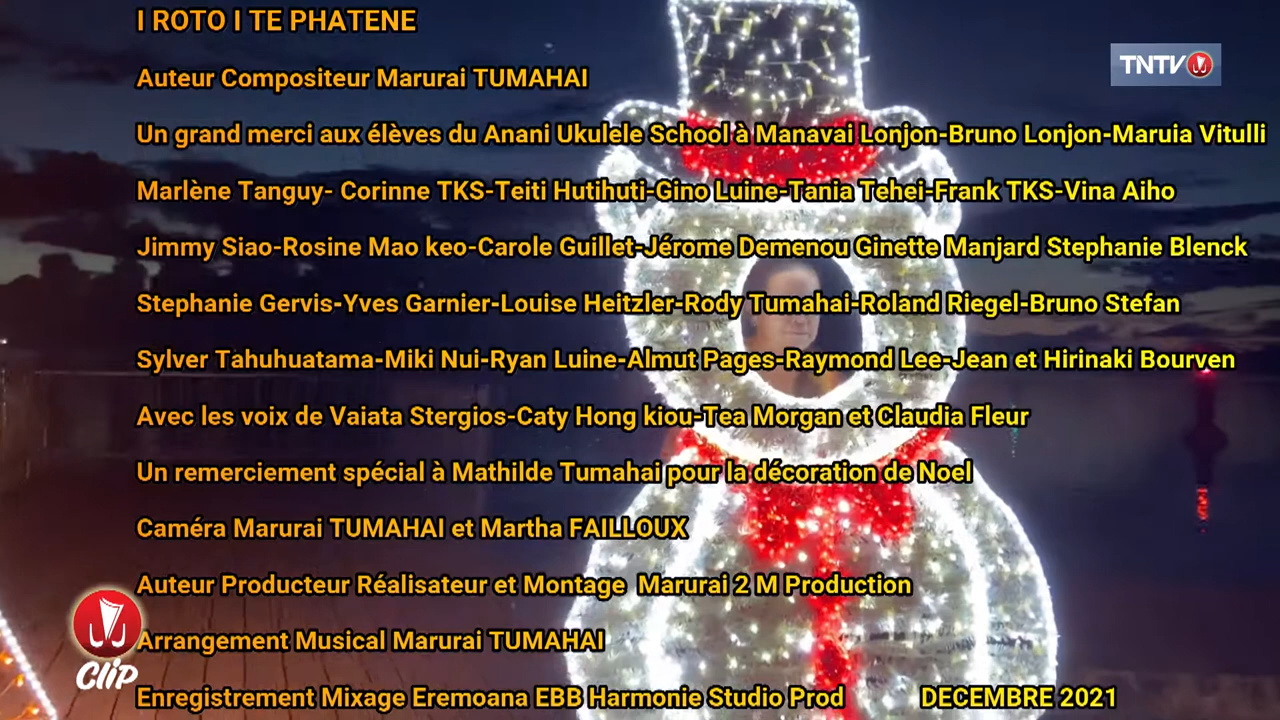 I ROTO I TE PHATENE
TNTV
Auteur Compositeur Marurai TUMAHAI
Un grand merci aux élèves du Anani Ukulele School à Manavai Lonjon-Bruno Lonjon-Maruia Vitulli
Marlène Tanguy- Corinne TKS-Teiti Hutihuti-Gino Luine-Tania Tehei-Frank TKS-Vina Aiho
Jimmy Siao-Rosine Mao keo-Carole Guillet-Jérome Demenou Ginette Manjard Stephanie Blenck
Stephanie Gervis-Yves Garnier-Louise Heitzler-Rody Tumahai-Roland Riegel-Bruno Stefan
Sylver Tahuhuatama-Miki Nui-Ryan Luine-Almut Pages-Raymond Lee-Jean et Hirinaki Bourven
Avec les voix de Vaiata Stergios-Caty Hong kiou-Tea Morgan et Claudia Fleur
Un remerciement spécial à Mathilde Tumahai pour la décoration de Noel
Caméra Marurai TUMAHAI et Martha FAILLOUX
Auteur Producteur Réalisateur et Montage Marurai 2 M Production
Arrangement Musical Marurai TUMAHAI
Clip
Enregistrement Mixage Eremoana EBB Harmonie Studio Prod DECEMBRE 2021